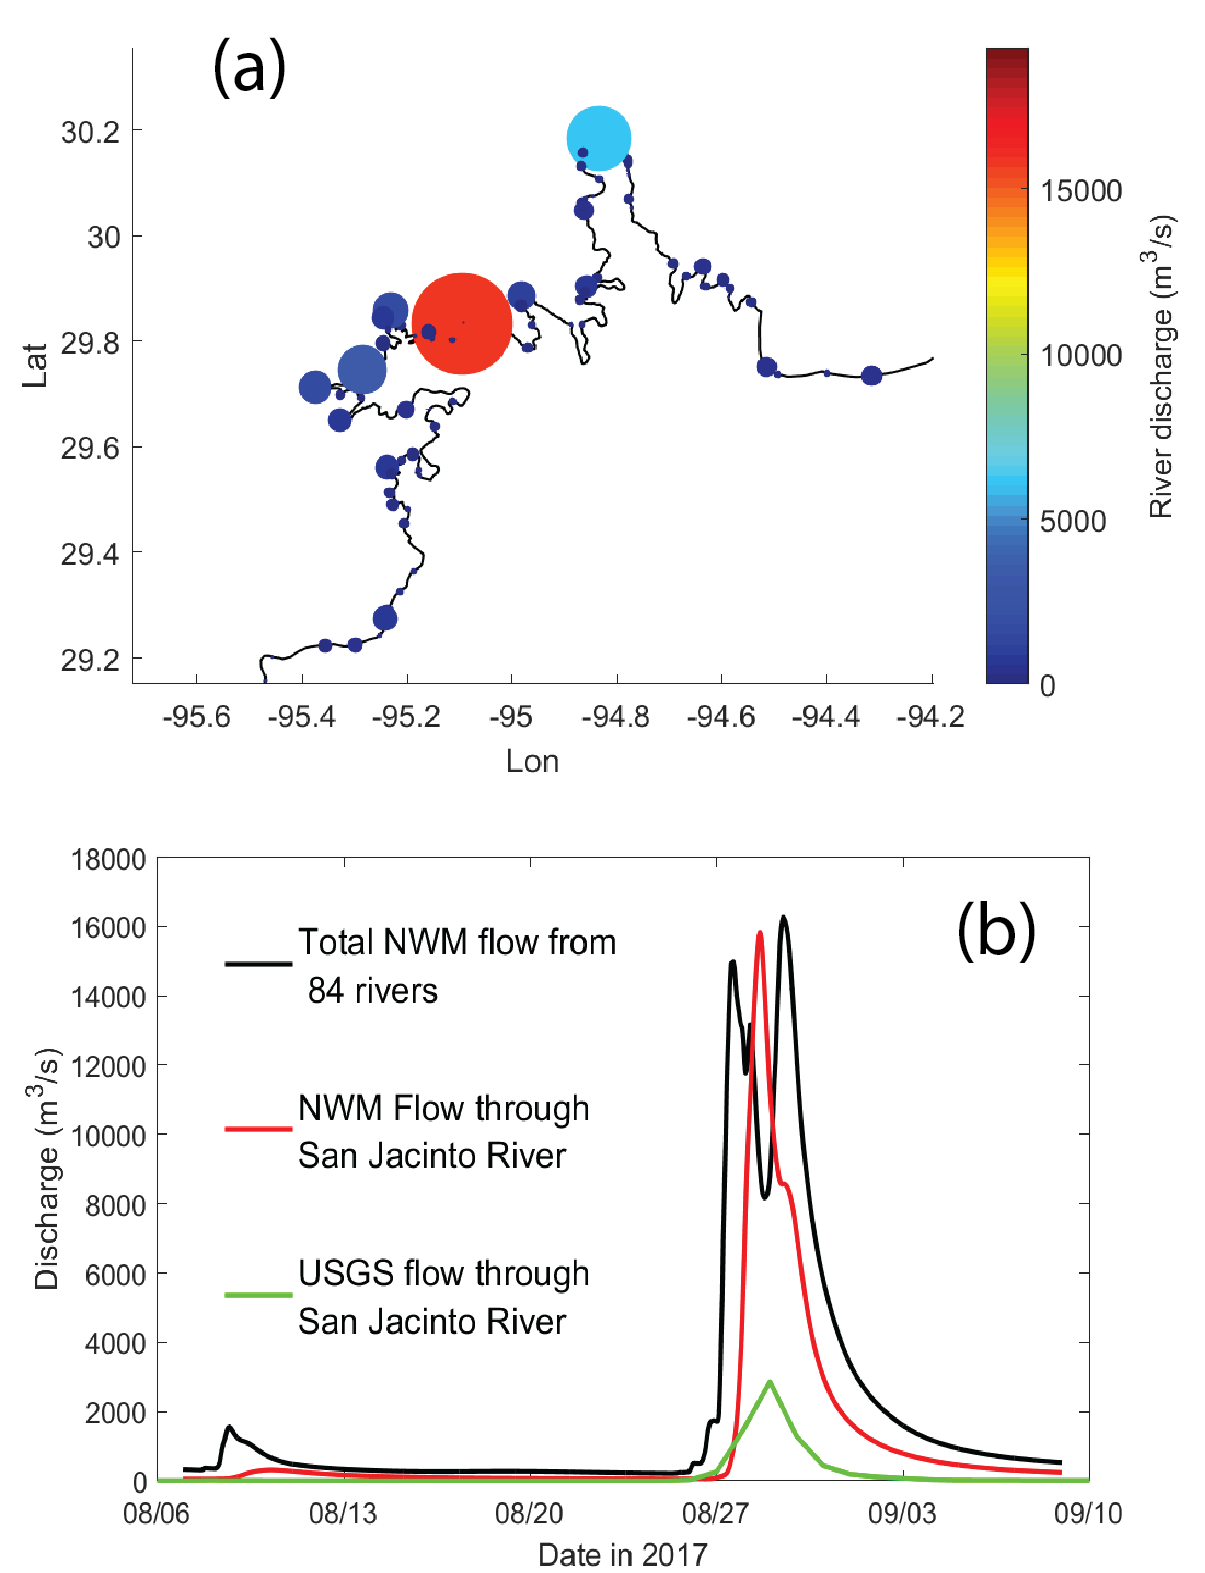 (a)
30.2
30
29.8
29.6
29.4
29.2
Lat
-95.6 -95.4 -95.2 -95 -94.8 -94.6 -94.4 -94.2
Lon
15000
10000
5000
0
River discharge (m³/s)
(b)
18000
16000
14000
12000
10000
8000
6000
4000
2000
0
Discharge (m³/s)
Total NWM flow from
84 rivers
NWM Flow through
San Jacinto River
USGS flow through
San Jacinto River
08/06 08/13 08/20 08/27 09/03 09/10
Date in 2017